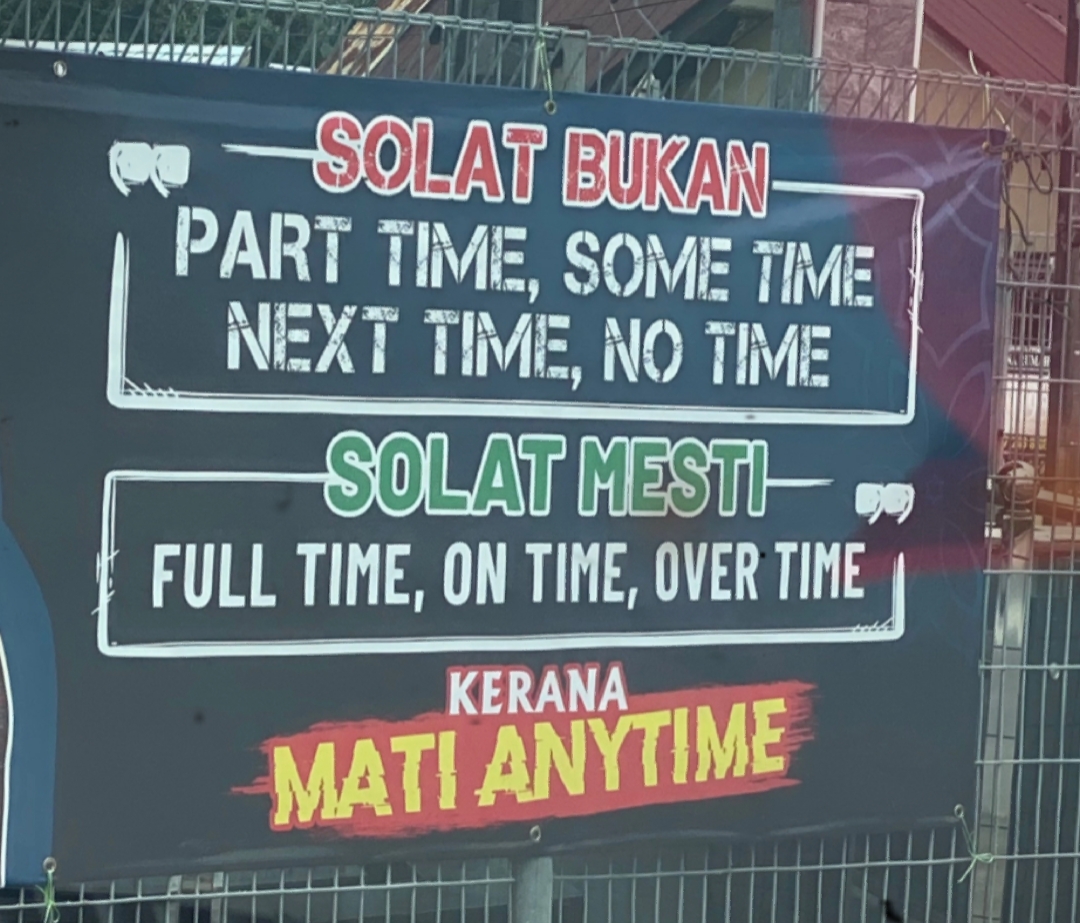 SOLAT BUKAN
PART TIME, SOME TIME
NEXT TIME, NO TIME
SOLAT MESTI
FULL TIME, ON TIME, OVER TIME
KERANA
MATI ANYTIME